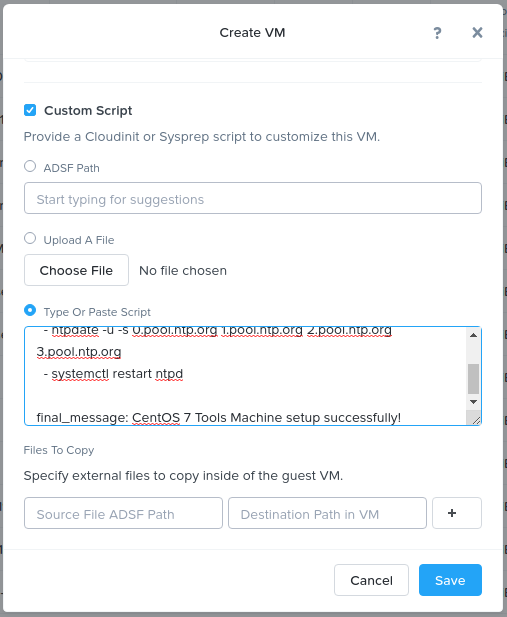 Create VM
?
Custom Script
Provide a Cloudinit or Sysprep script to customize this VM.
ADSF Path
Start typing for suggestions
Upload A File
Choose File No file chosen
Type Or Paste Script
- ntpdate -u -s 0.pool.ntp.org 1.pool.ntp.org 2.pool.ntp.org
3.pool.ntp.org
- systemctl restart ntpd
final_message: CentOS 7 Tools Machine setup successfully!
Files To Copy
Specify external files to copy inside of the guest VM.
Source File ADSF Path Destination Path in VM +
Cancel Save